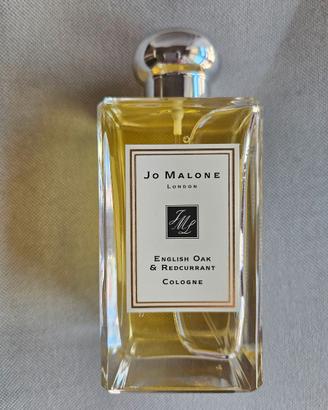 JO MALONE
LONDON
JML
ENGLISH OAK
& REDCURRANT
COLOGNE